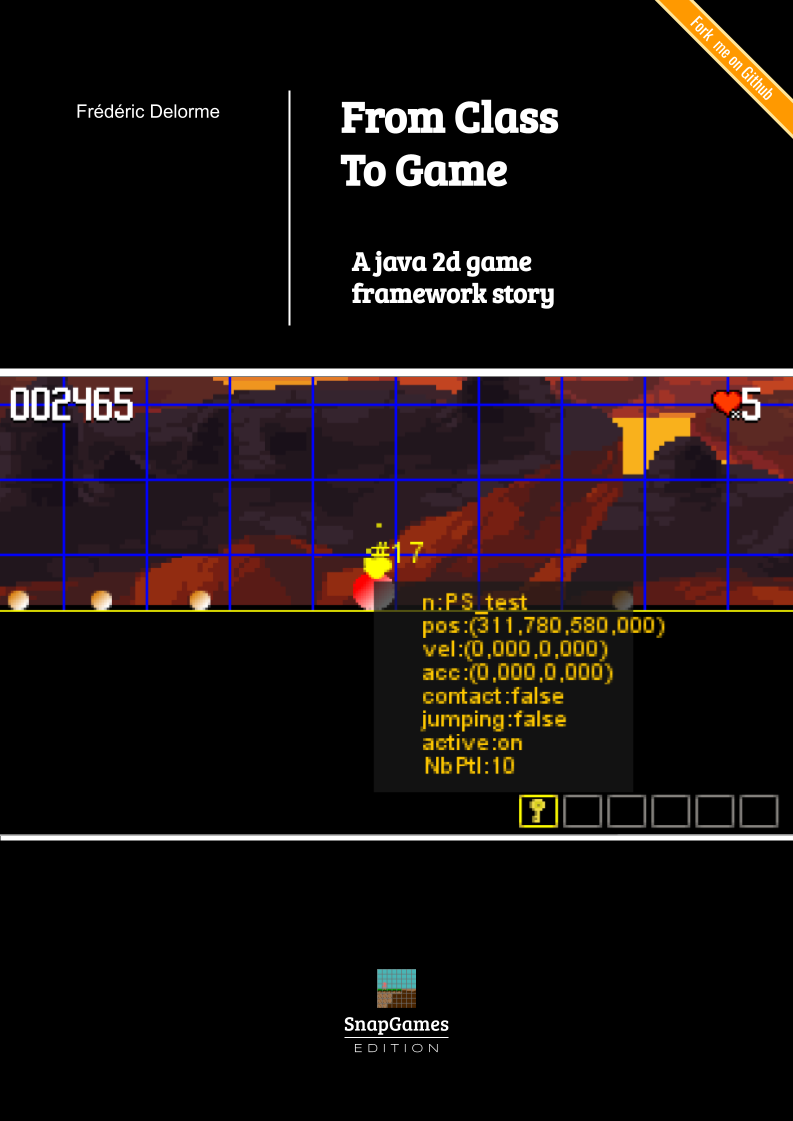 Fork me on Github
Frédéric Delorme
From Class
To Game
A java 2d game
framework story
002465
x5
#17
n:PS_test
pos:(311,780,580,000)
vel:(0,000,0,000)
acc:(0,000,0,000)
contact:false
jumping:false
active:on
NbPtl:10
SnapGames
EDITION